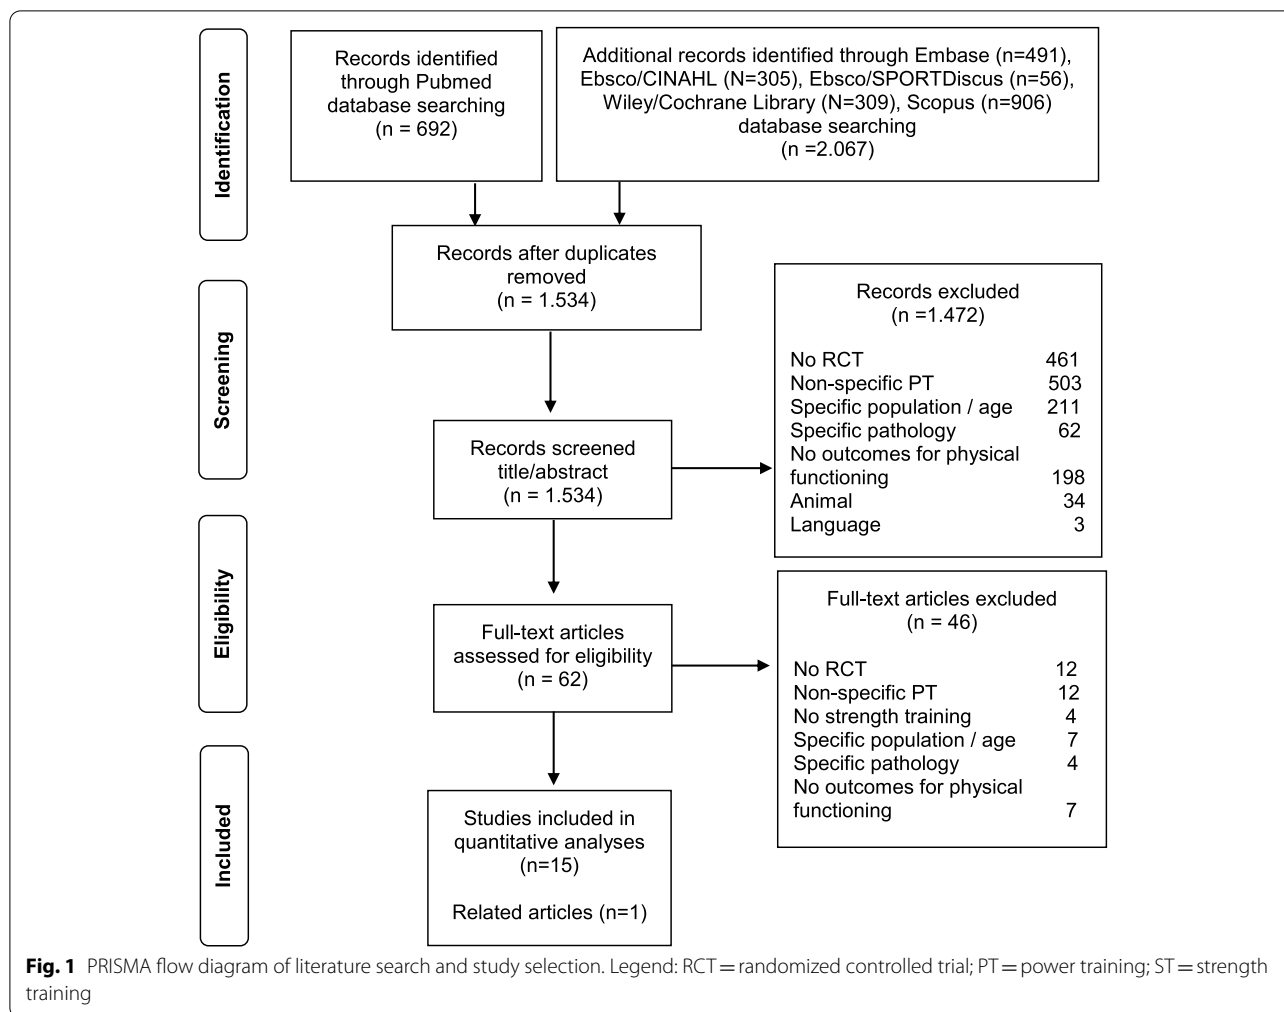 Identification
Records identified
through Pubmed
database searching
(n = 692)
Additional records identified through Embase (n=491),
Ebsco/CINAHL (N=305), Ebsco/SPORTDiscus (n=56),
Wiley/Cochrane Library (N=309), Scopus (n=906)
database searching
(n =2.067)
Records after duplicates
removed
(n = 1.534)
Screening
Records screened
title/abstract
(n = 1.534)
Records excluded
(n =1.472)
No RCT 461
Non-specific PT 503
Specific population / age 211
Specific pathology 62
No outcomes for physical
functioning 198
Animal 34
Language 3
Eligibility
Full-text articles
assessed for eligibility
(n = 62)
Full-text articles excluded
(n = 46)
No RCT 12
Non-specific PT 12
No strength training 4
Specific population / age 7
Specific pathology 4
No outcomes for physical
functioning 7
Included
Studies included in
quantitative analyses
(n=15)
Related articles (n=1)
Fig. 1 PRISMA flow diagram of literature search and study selection. Legend: RCT = randomized controlled trial; PT = power training; ST = strength
training